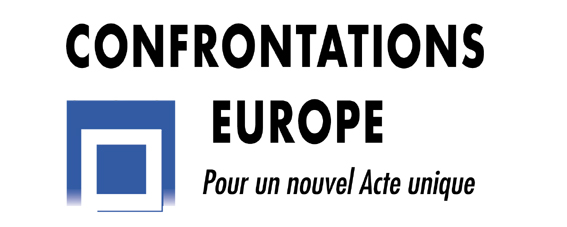 CONFRONTATIONS
EUROPE
Pour un nouvel Acte unique